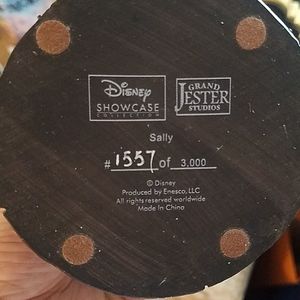 Disney
SHOWCASE
COLLECTION
GRAND
JESTER
STUDIOS
Sally
# 1557 of 3.000
© Disney
Produced by Enesco, LLC
All rights reserved worldwide
Made In China